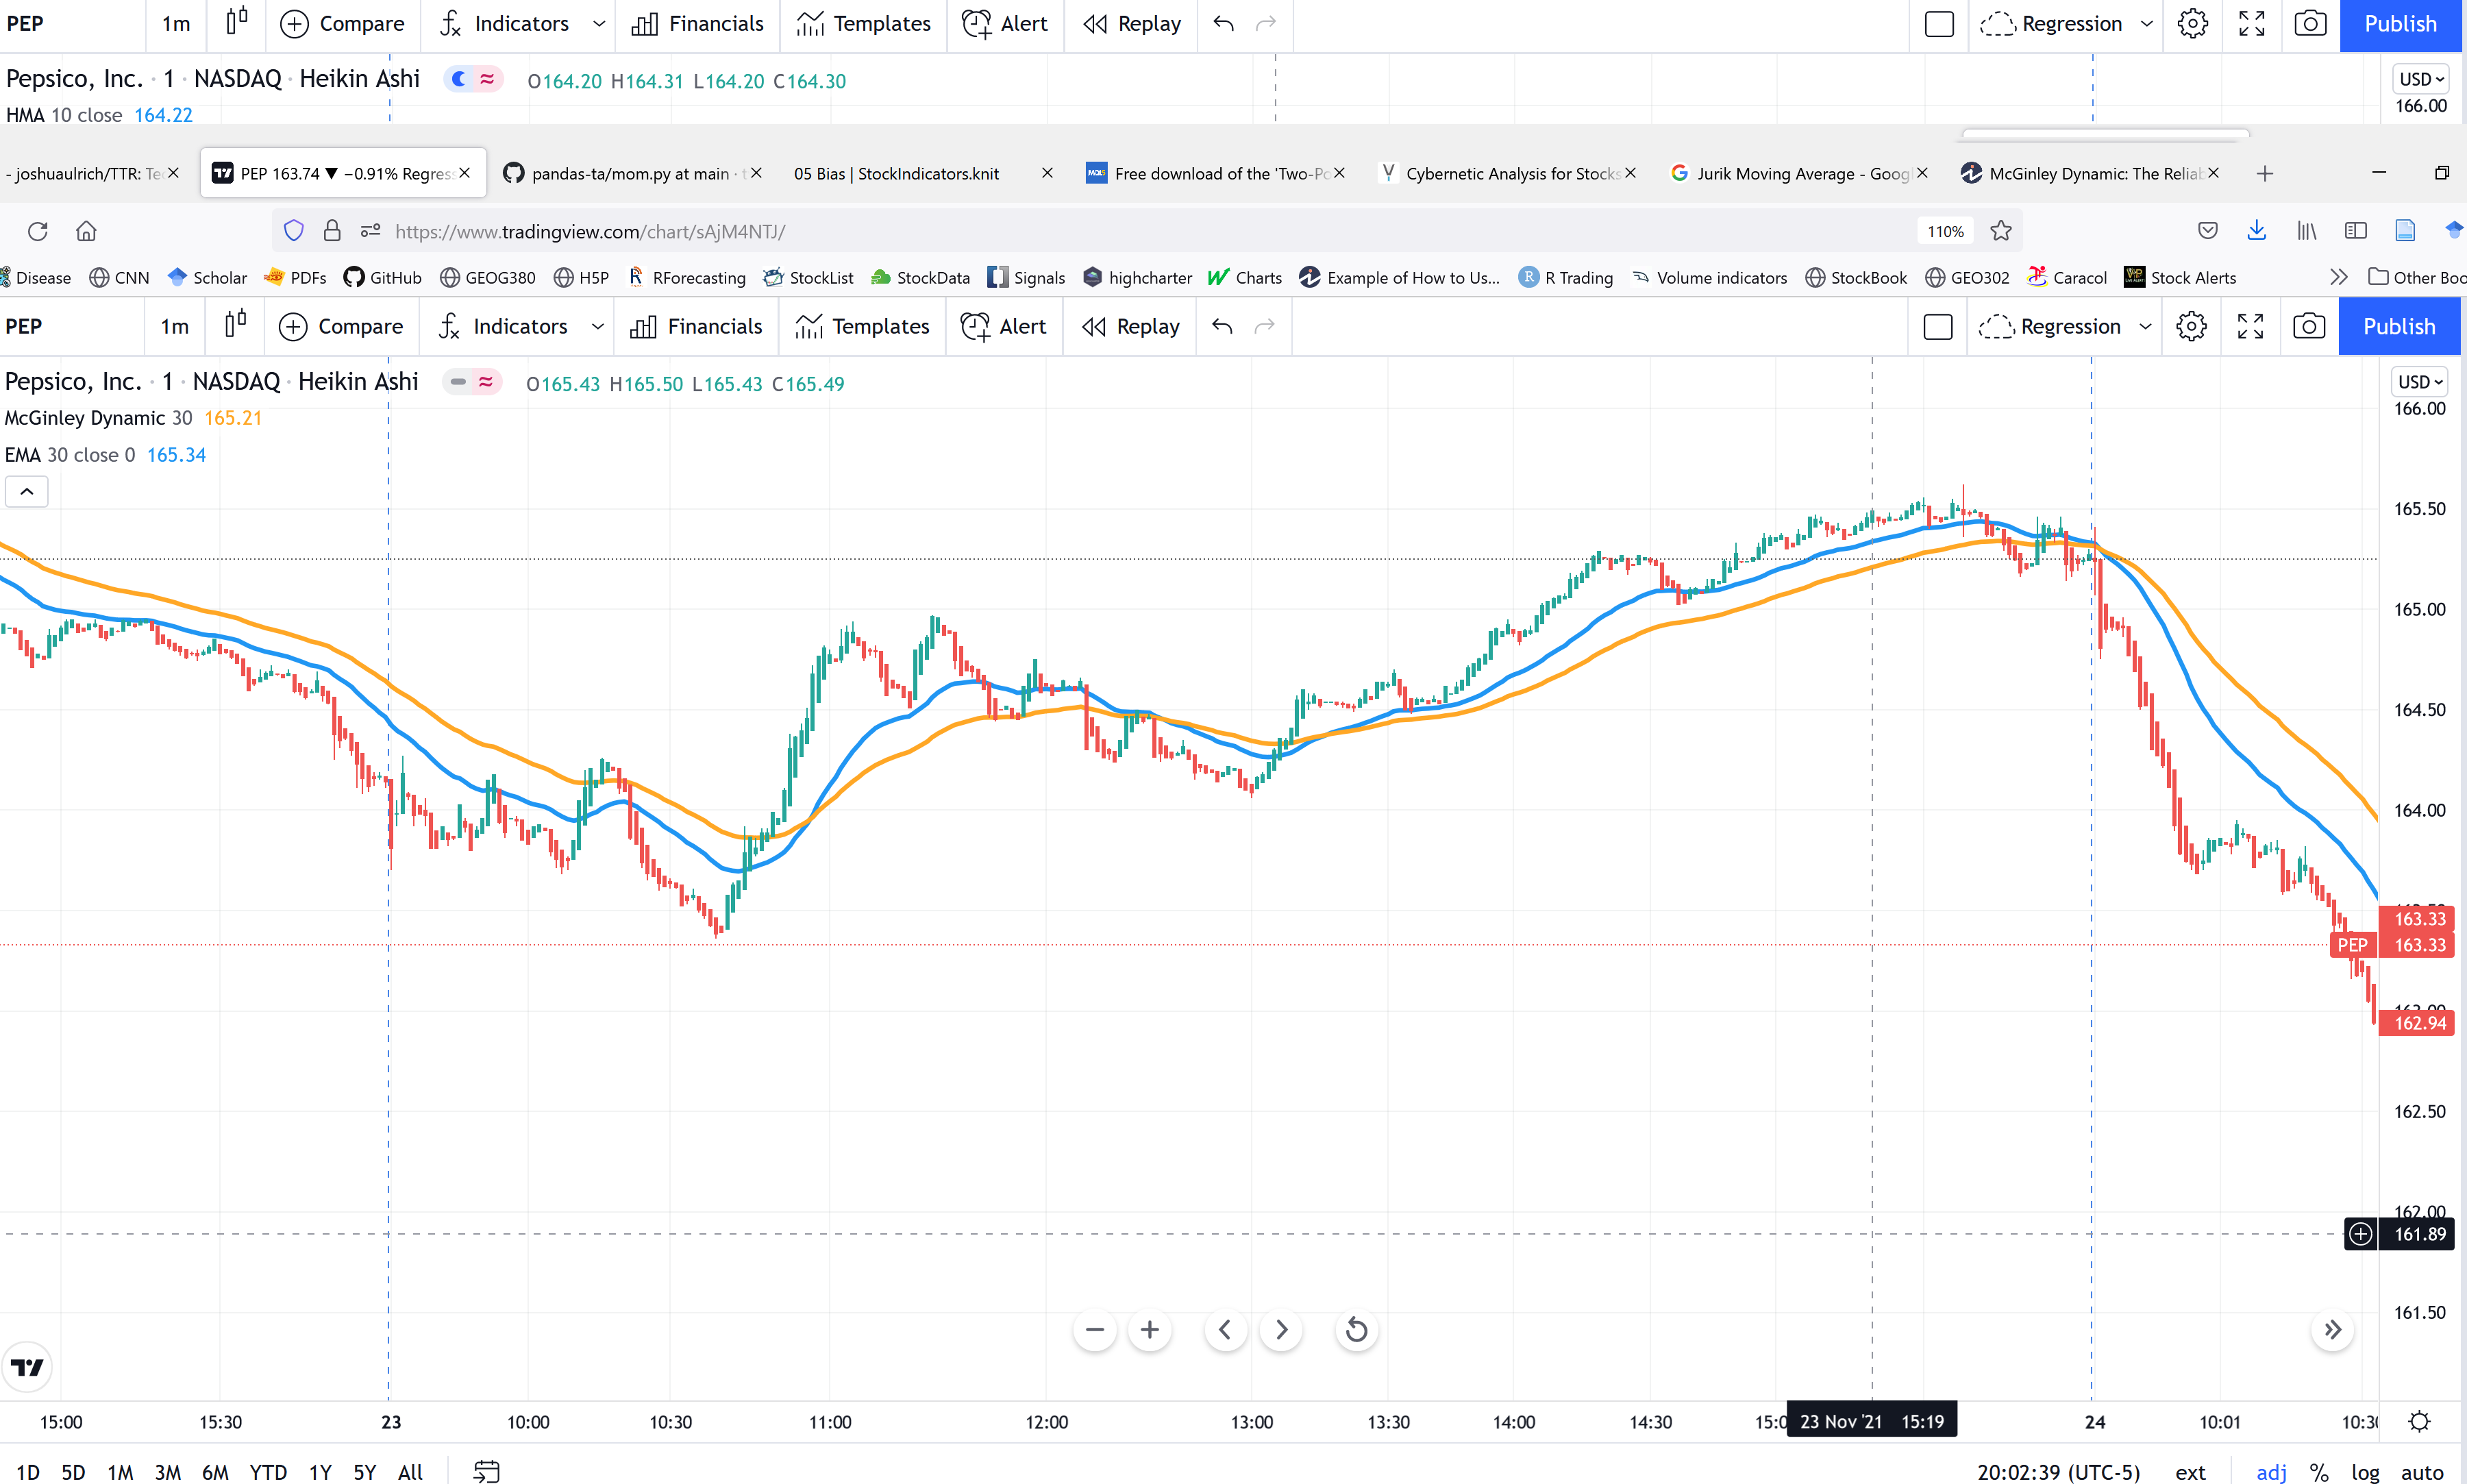 PEP 1m Compare Indicators Financials Templates Alert Replay Regression Publish
Pepsico, Inc. · 1 · NASDAQ · Heikin Ashi ≈ O164.20 H164.31 L164.20 C164.30 USD
HMA 10 close 164.22 166.00
- joshuaulrich/TTR: Te PEP 163.74 ▼ −0.91% Regres pandas-ta/mom.py at main · 05 Bias | StockIndicators.knit Free download of the 'Two-Po Cybernetic Analysis for Stocks Jurik Moving Average - Goog McGinley Dynamic: The Reliab
https://www.tradingview.com/chart/sAjM4NTJ/ 110%
Disease CNN Scholar PDFs GitHub GEOG380 H5P RForecasting StockList StockData Signals highcharter Charts Example of How to Us... R Trading Volume indicators StockBook GEO302 Caracol Stock Alerts Other Boo
PEP 1m Compare Indicators Financials Templates Alert Replay Regression Publish
Pepsico, Inc. · 1 · NASDAQ · Heikin Ashi ≈ O165.43 H165.50 L165.43 C165.49 USD
166.00
McGinley Dynamic 30 165.21
EMA 30 close 0 165.34
165.50
165.00
164.50
164.00
163.33
PEP 163.33
162.94
162.50
162.00
161.89
161.50
15:00 15:30 23 10:00 10:30 11:00 12:00 13:00 13:30 14:00 14:30 15:0 23 Nov '21 15:19 24 10:01 10:30
1D 5D 1M 3M 6M YTD 1Y 5Y All 20:02:39 (UTC-5) ext adj % log auto